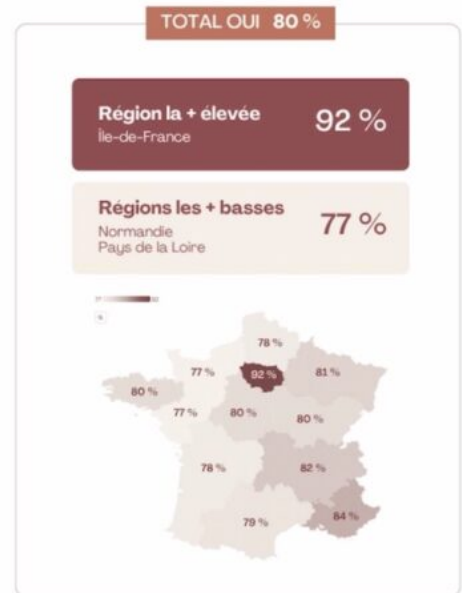 TOTAL OUI 80 %
Région la + élevée
Île-de-France
92 %
Régions les + basses
Normandie
Pays de la Loire
77 %
78 %
77 %
92 %
81 %
80 %
77 %
80 %
80 %
78 %
82 %
79 %
84 %